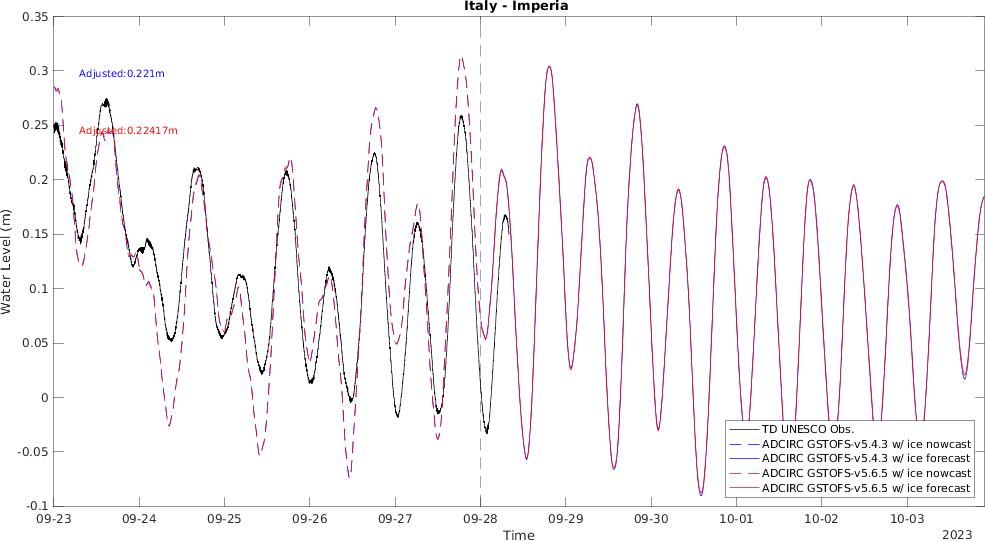 Italy - Imperia
0.35
0.3
0.25
0.2
0.15
0.1
0.05
0
-0.05
-0.1
Water Level (m)
Adjusted:0.221m
Adjusted:0.22417m
TD UNESCO Obs.
ADCIRC GSTOFS-v5.4.3 w/ ice nowcast
ADCIRC GSTOFS-v5.4.3 w/ ice forecast
ADCIRC GSTOFS-v5.6.5 w/ ice nowcast
ADCIRC GSTOFS-v5.6.5 w/ ice forecast
09-23 09-24 09-25 09-26 09-27 09-28 09-29 09-30 10-01 10-02 10-03
Time
2023